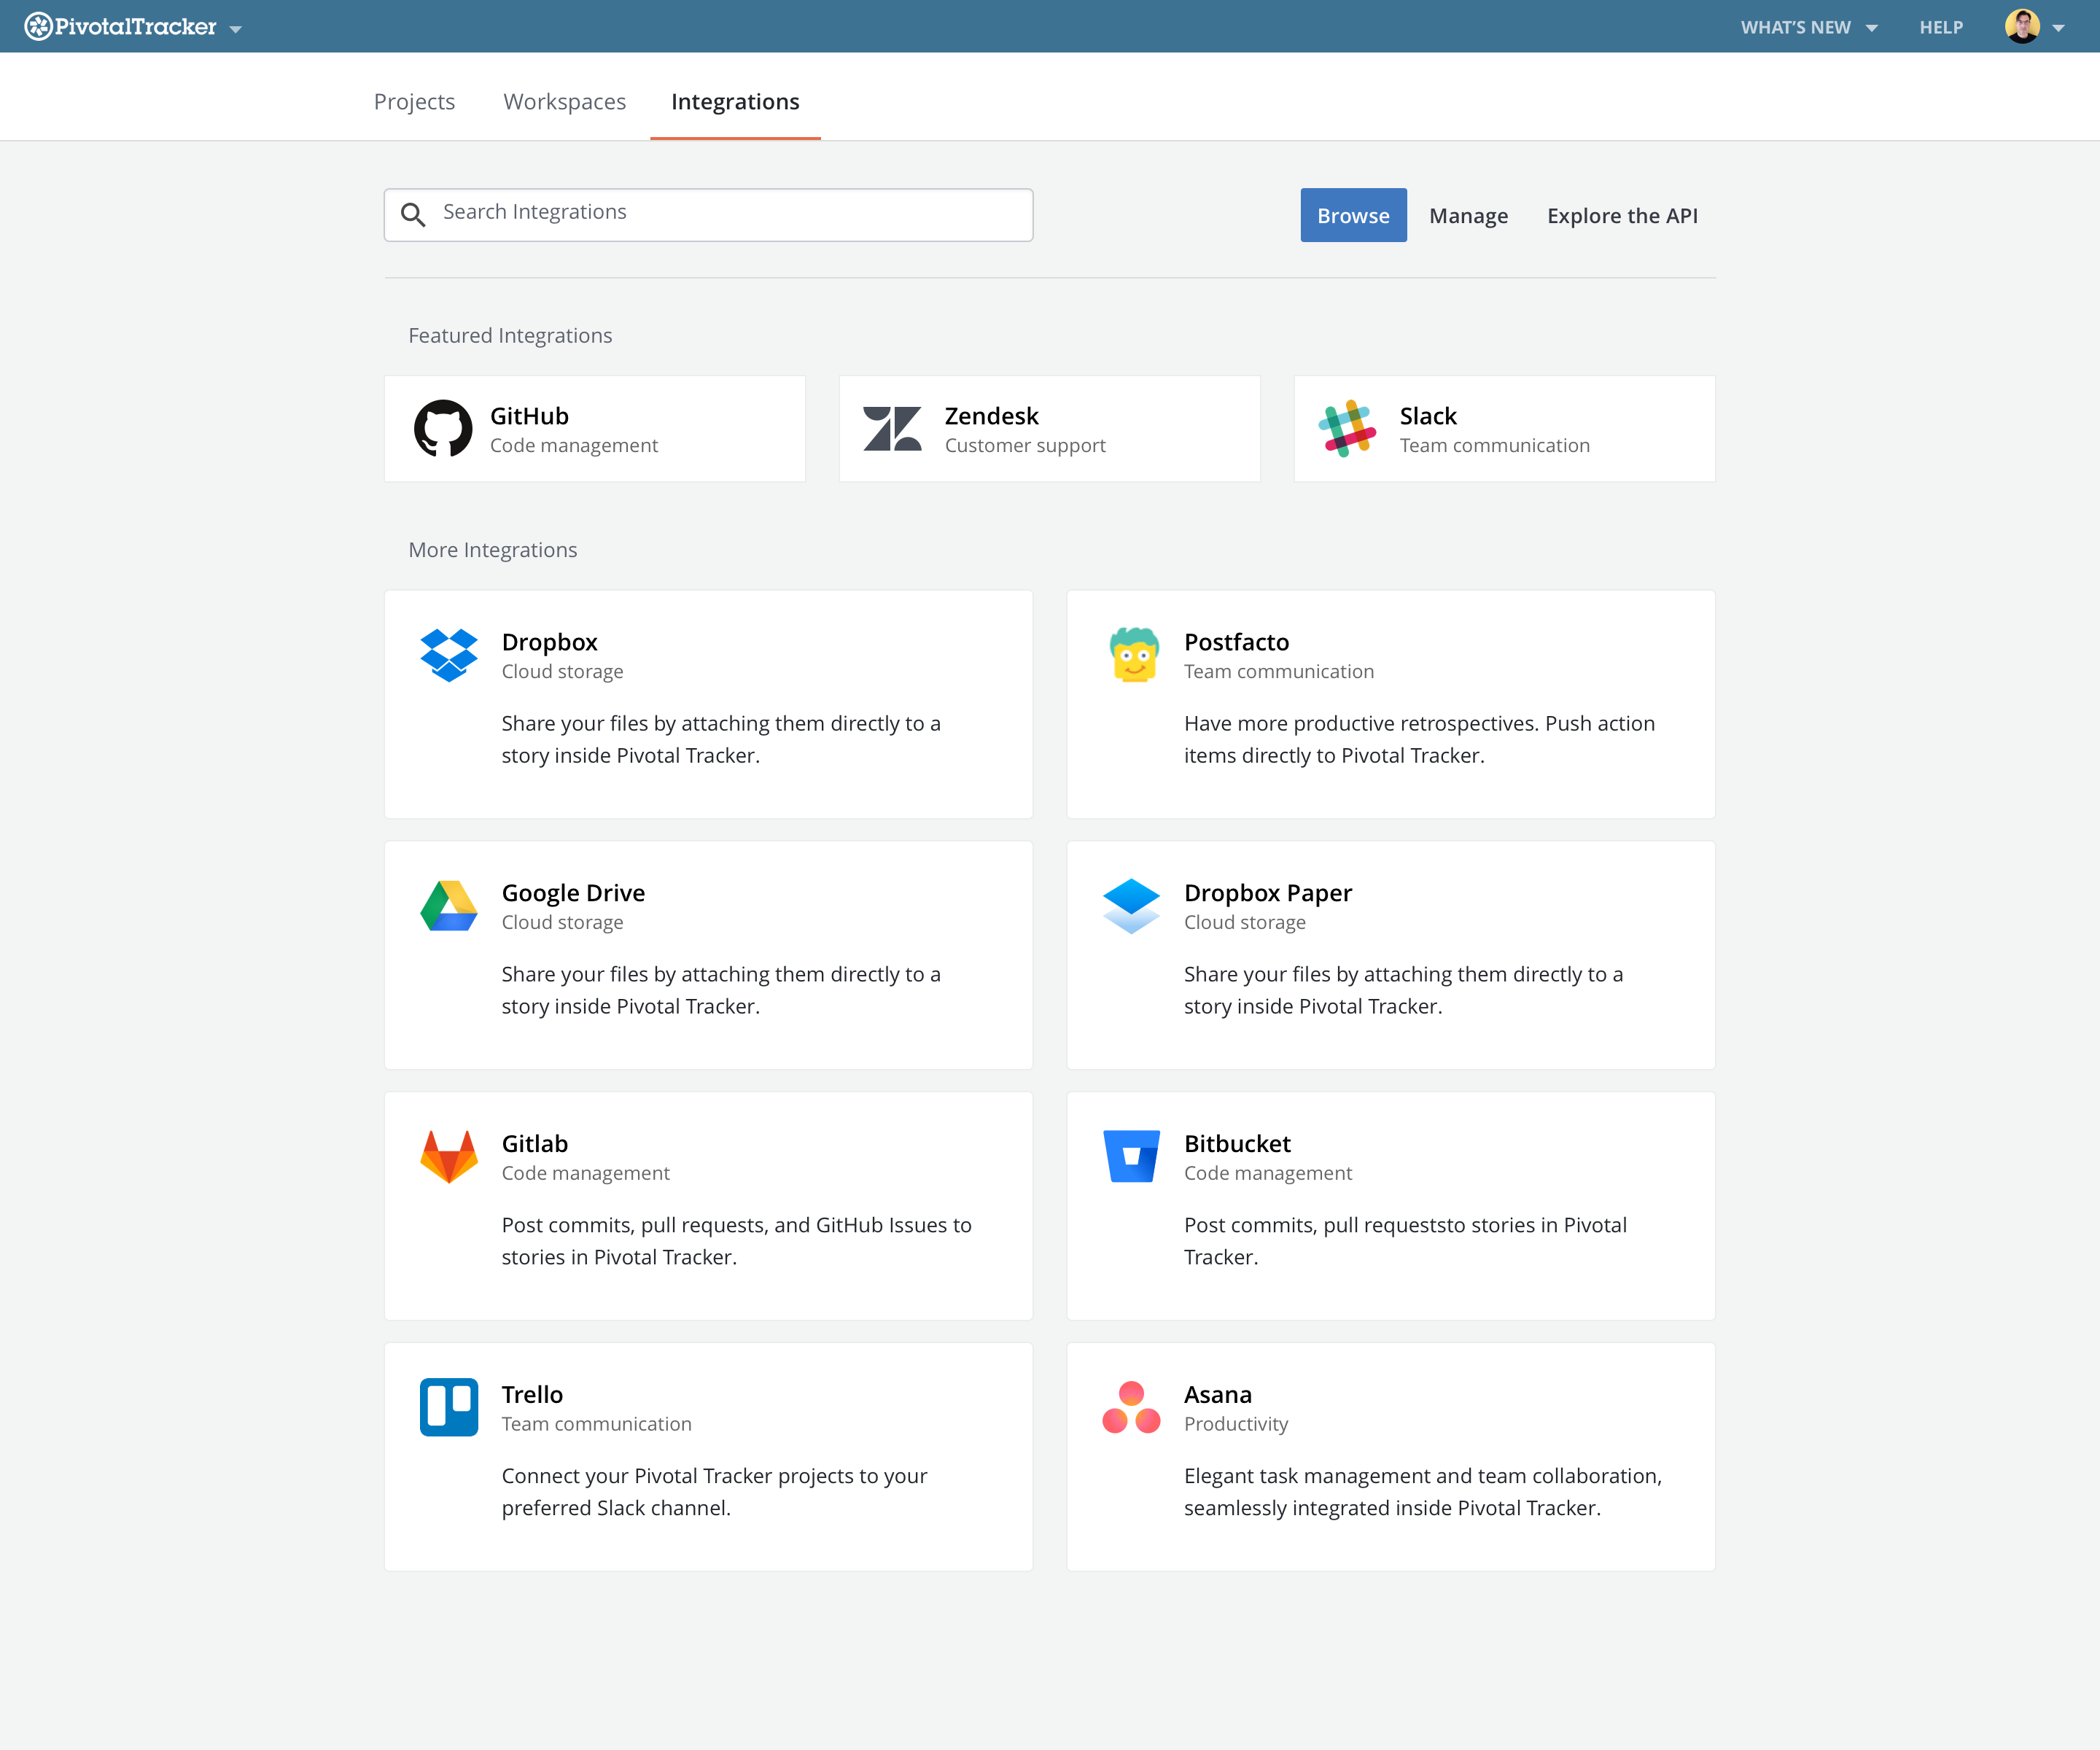 PivotalTracker
WHAT'S NEW
HELP
Projects
Workspaces
Integrations
Search Integrations
Browse
Manage
Explore the API
Featured Integrations
GitHub
Code management
Zendesk
Customer support
Slack
Team communication
More Integrations
Dropbox
Cloud storage
Share your files by attaching them directly to a
story inside Pivotal Tracker.
Postfacto
Team communication
Have more productive retrospectives. Push action
items directly to Pivotal Tracker.
Google Drive
Cloud storage
Share your files by attaching them directly to a
story inside Pivotal Tracker.
Dropbox Paper
Cloud storage
Share your files by attaching them directly to a
story inside Pivotal Tracker.
Gitlab
Code management
Post commits, pull requests, and GitHub Issues to
stories in Pivotal Tracker.
Bitbucket
Code management
Post commits, pull requeststo stories in Pivotal
Tracker.
Trello
Team communication
Connect your Pivotal Tracker projects to your
preferred Slack channel.
Asana
Productivity
Elegant task management and team collaboration,
seamlessly integrated inside Pivotal Tracker.